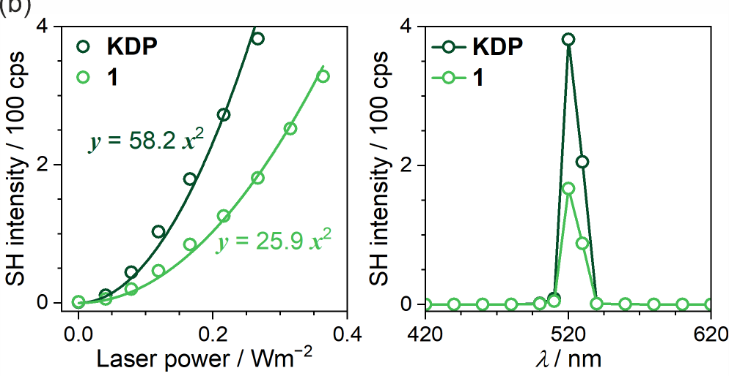 (b)
SH intensity / 100 cps
4
2
0
KDP
1
y = 58.2 x²
y = 25.9 x²
0.0 0.2 0.4
Laser power / Wm⁻²
SH intensity / 100 cps
4
2
0
KDP
1
420 520 620
λ / nm